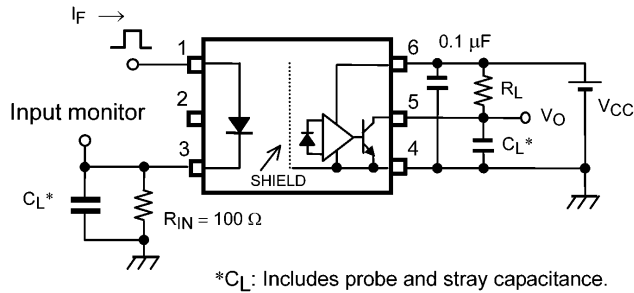 IF →
1
6
0.1 μF
RL
VCC
2
5
VO
Input monitor
3
4
CL*
SHIELD
CL*
RIN = 100 Ω
*CL: Includes probe and stray capacitance.